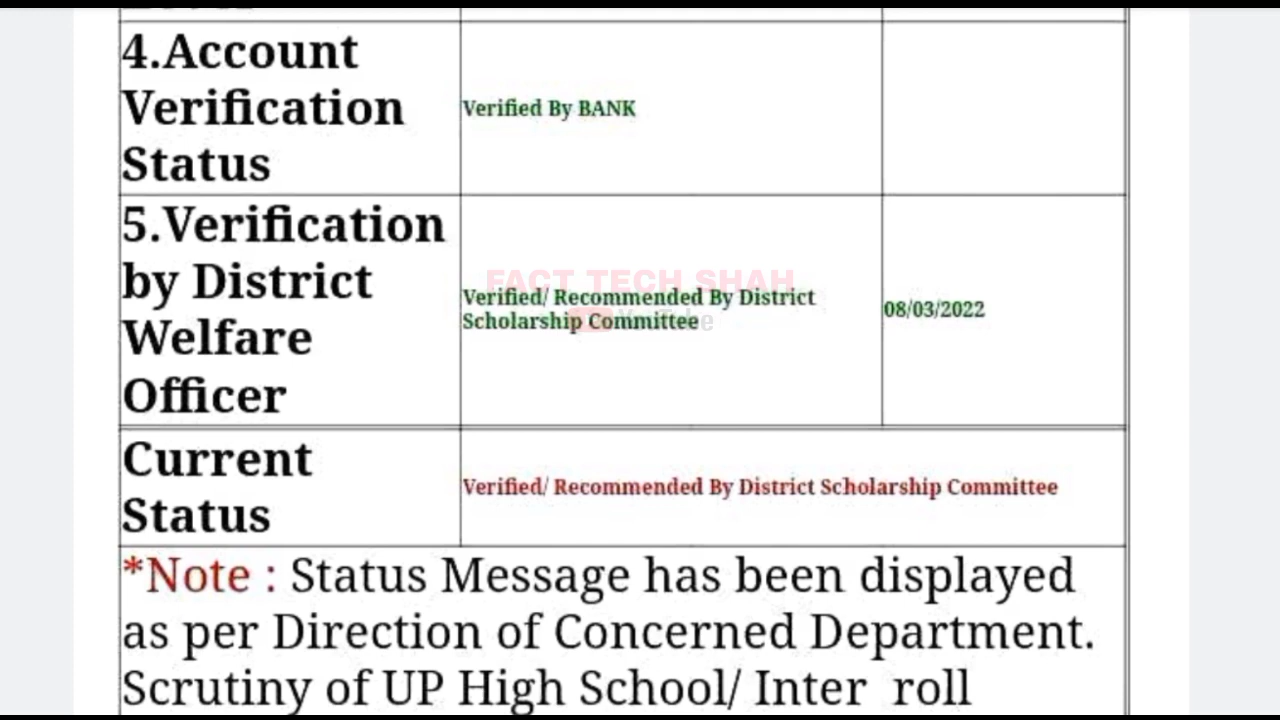 4.Account
Verification
Status
Verified By BANK
5.Verification
by District
Welfare
Officer
Verified/ Recommended By District
Scholarship Committee
08/03/2022
FACT TECH SHAH
YouTube
Current
Status
Verified/ Recommended By District Scholarship Committee
*Note : Status Message has been displayed
as per Direction of Concerned Department.
Scrutiny of UP High School/ Inter roll